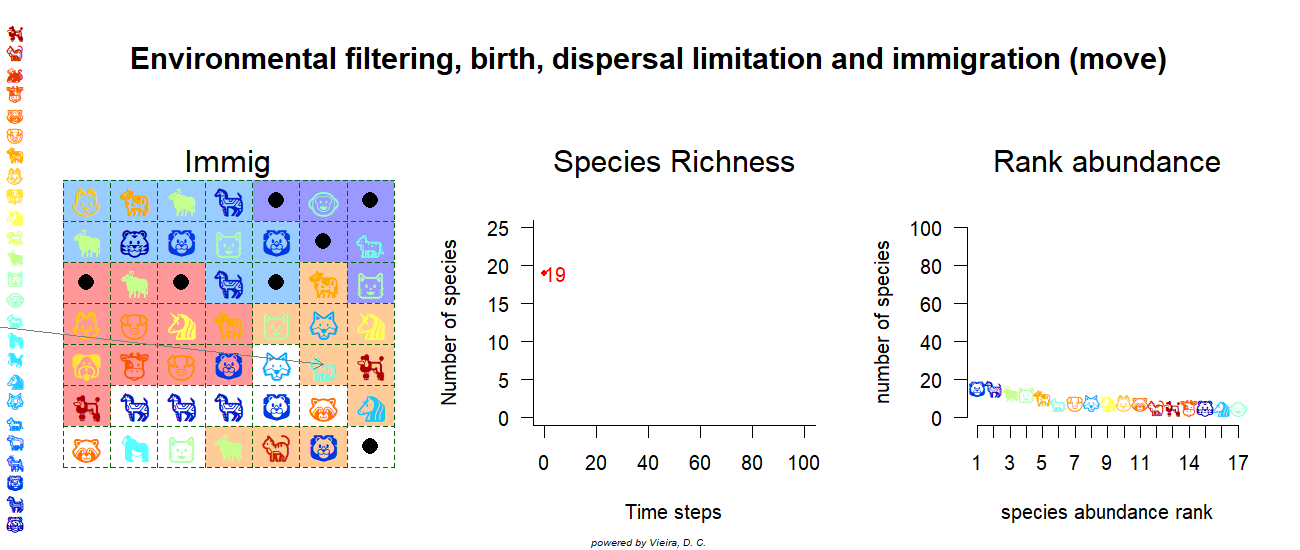 Environmental filtering, birth, dispersal limitation and immigration (move)
Immig
Species Richness
Rank abundance
Number of species
25
20
15
10
5
0
19
0 20 40 60 80 100
Time steps
number of species
100
80
60
40
20
0
1 3 5 7 9 11 14 17
species abundance rank
powered by Vieira, D. C.